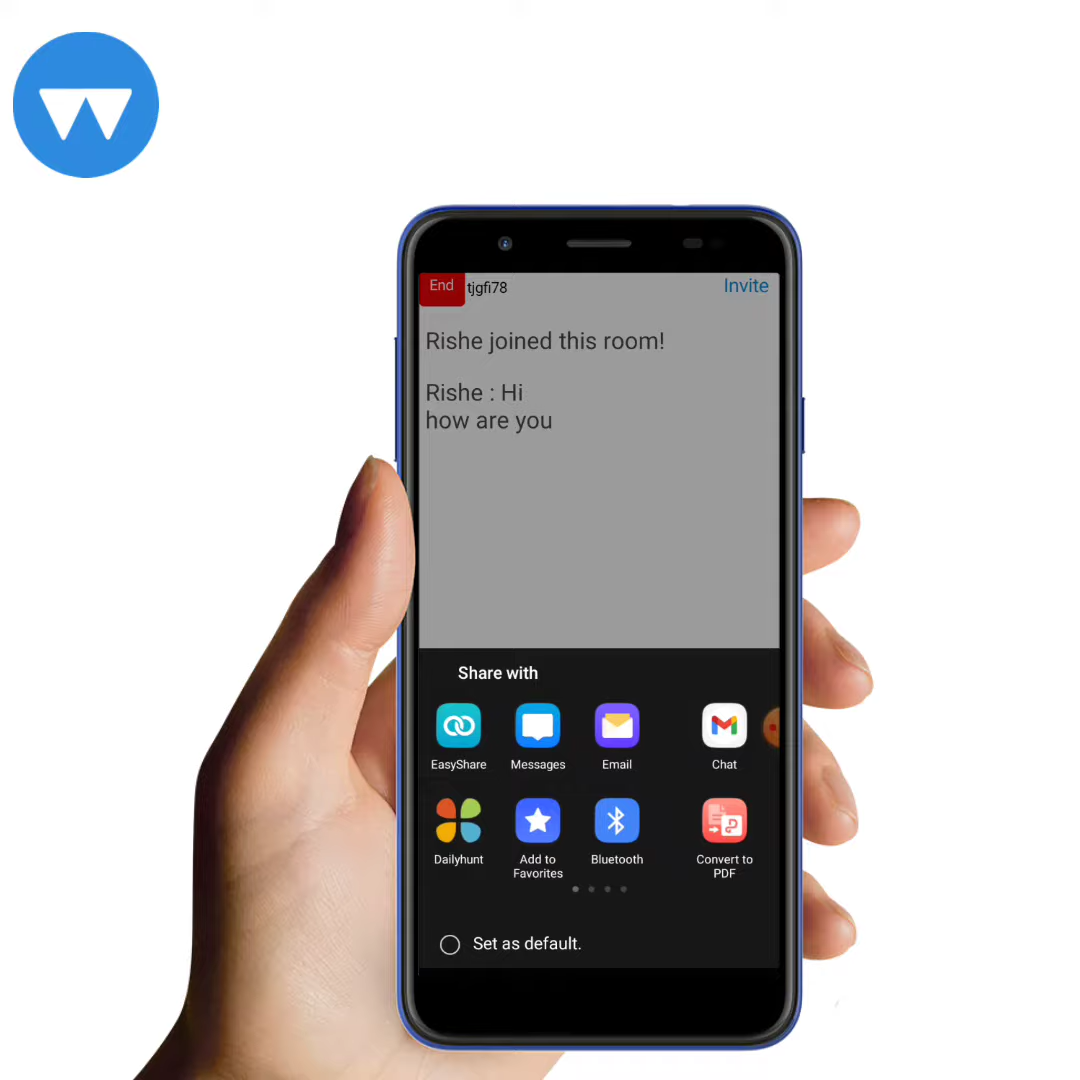 End
tjgfi78
Invite
Rishe joined this room!
Rishe : Hi
how are you
Share with
EasyShare
Messages
Email
Chat
Dailyhunt
Add to
Favorites
Bluetooth
Convert to
PDF
Set as default.